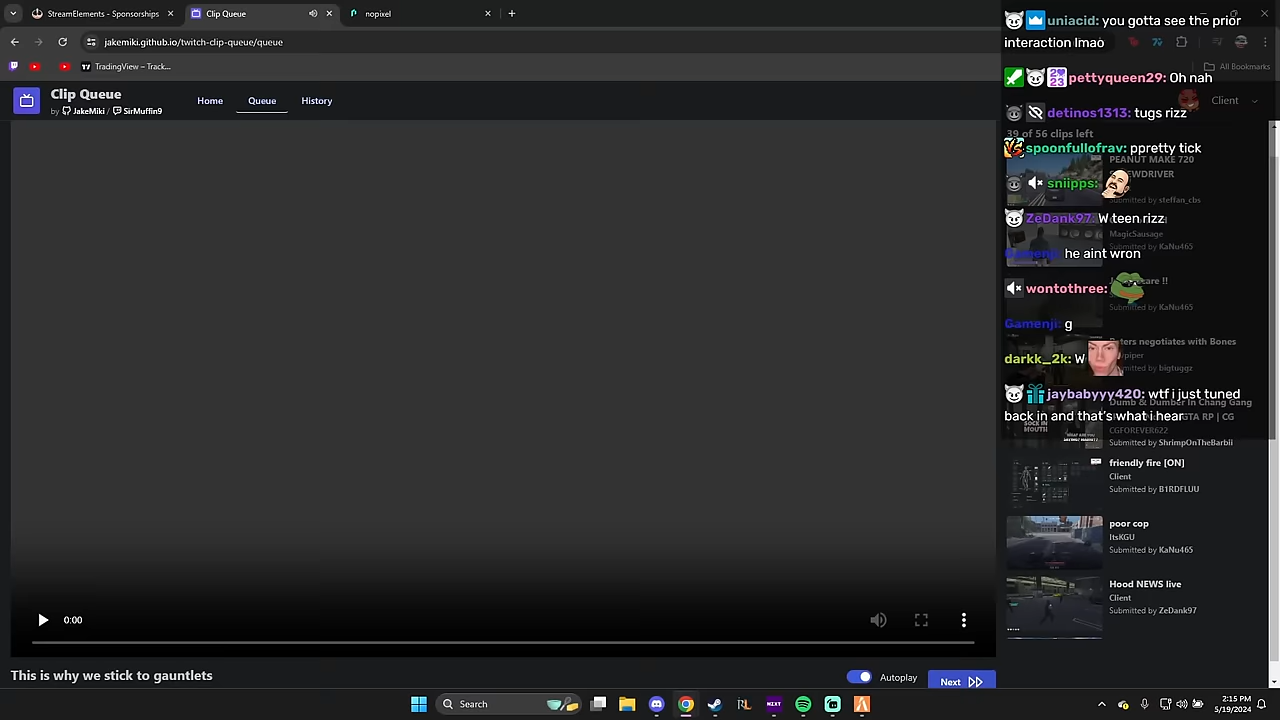 StreamElements - Sponsorships
Clip Queue
nopixel
jakemiki.github.io/twitch-clip-queue/queue
TradingView – Track...
All Bookmarks
Clip Queue
by JakeMiki / SirMuffin9
Home
Queue
History
Client
uniacid: you gotta see the prior
interaction lmao
pettyqueen29: Oh nah
detinos1313: tugs rizz
39 of 56 clips left
spoonfullofrav: ppretty tick
PEANUT MAKE 720
sniipps:
Submitted by steffan_cbs
ZeDank97: W teen rizz
MagicSausage
Submitted by KaNu465
Gamenji: he aint wron
wontothree:
Submitted by KaNu465
Gamenji: g
negotiates with Bones
darkk_2k: W
bigtuggz
jaybabyyy420: wtf i just tuned
back in and that's what i hear
Dumb & Dumber In Chang Gang
GTA RP | CG
CGFOREVER622
Submitted by ShrimpOnTheBarbii
SOCK IN
MOUTH
friendly fire [ON]
Client
Submitted by B1RDFLUU
poor cop
ItsKGU
Submitted by KaNu465
Hood NEWS live
Client
Submitted by ZeDank97
0:00
This is why we stick to gauntlets
Autoplay
Next
Search
2:15 PM
5/19/2024